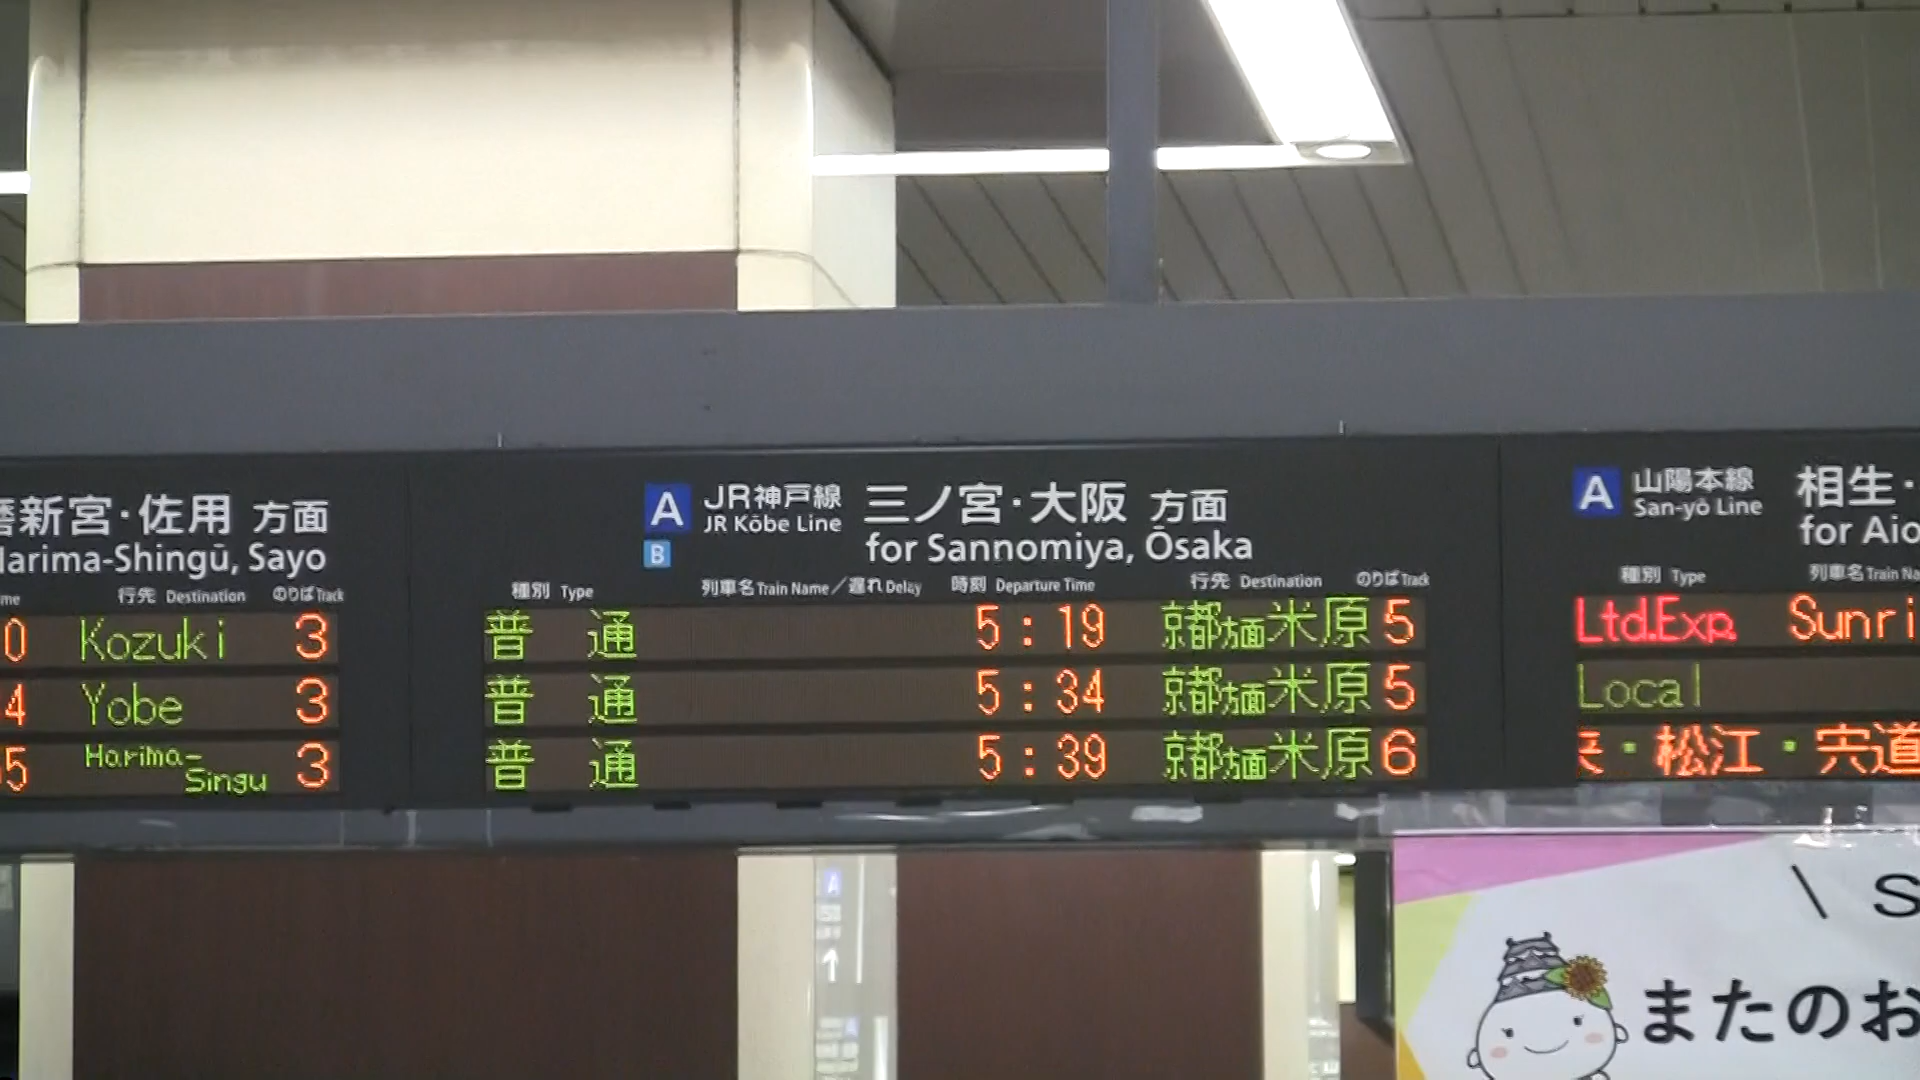 新宮・佐用 方面
Harima-Shingū, Sayo
行先 Destination のりば Track
0 Kozuki 3
4 Yobe 3
5 Harima-Singu 3
A JR神戸線 三ノ宮・大阪 方面
JR Kōbe Line
B for Sannomiya, Ōsaka
種別 Type 列車名 Train Name/遅れ Delay 時刻 Departure Time 行先 Destination のりば Track
普通 5:19 京都方面米原 5
普通 5:34 京都方面米原 5
普通 5:39 京都方面米原 6
A 山陽本線 相生・
San-yō Line for Aio
種別 Type 列車名 Train Na
Ltd.Exp. Sunri
Local
・松江・宍道
A
\ S
またのお